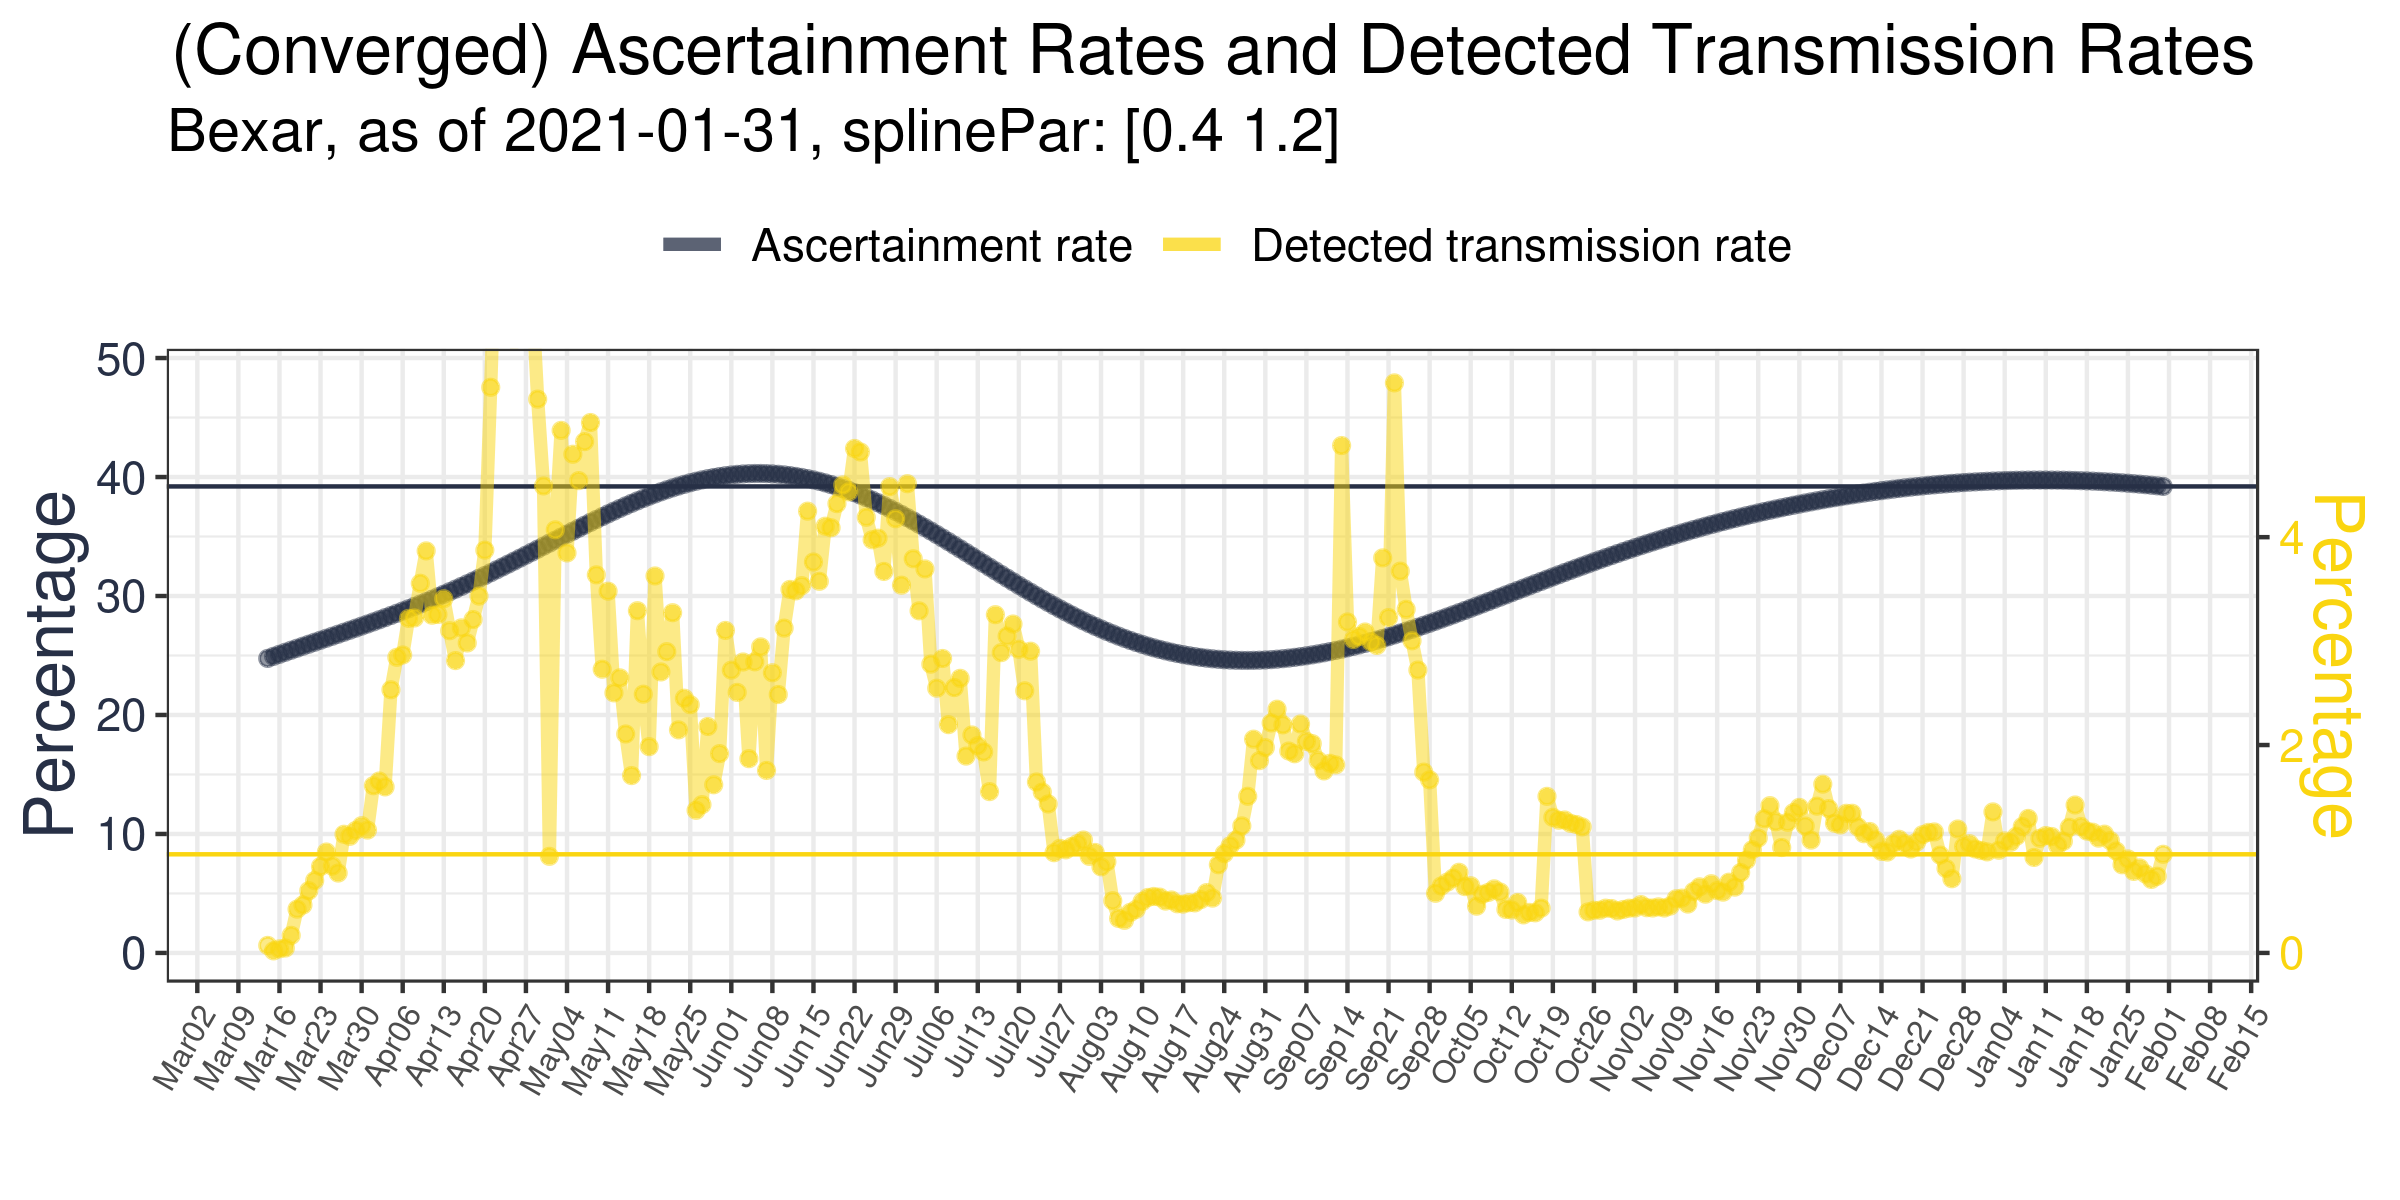 (Converged) Ascertainment Rates and Detected Transmission Rates
Bexar, as of 2021-01-31, splinePar: [0.4 1.2]
Ascertainment rate Detected transmission rate
Percentage
50
40
30
20
10
0
4
2
0
Percentage
Mar02 Mar09 Mar16 Mar23 Mar30 Apr06 Apr13 Apr20 Apr27 May04 May11 May18 May25 Jun01 Jun08 Jun15 Jun22 Jun29 Jul06 Jul13 Jul20 Jul27 Aug03 Aug10 Aug17 Aug24 Aug31 Sep07 Sep14 Sep21 Sep28 Oct05 Oct12 Oct19 Oct26 Nov02 Nov09 Nov16 Nov23 Nov30 Dec07 Dec14 Dec21 Dec28 Jan04 Jan11 Jan18 Jan25 Feb01 Feb08 Feb15